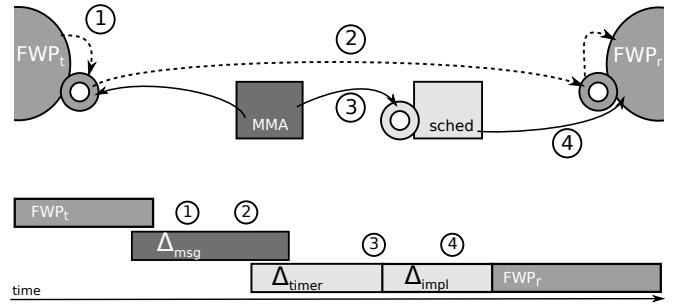 1
2
FWPt
FWPr
3
MMA
sched
4
FWPt
1
2
Δmsg
3
4
Δtimer
Δimpl
FWPr
time